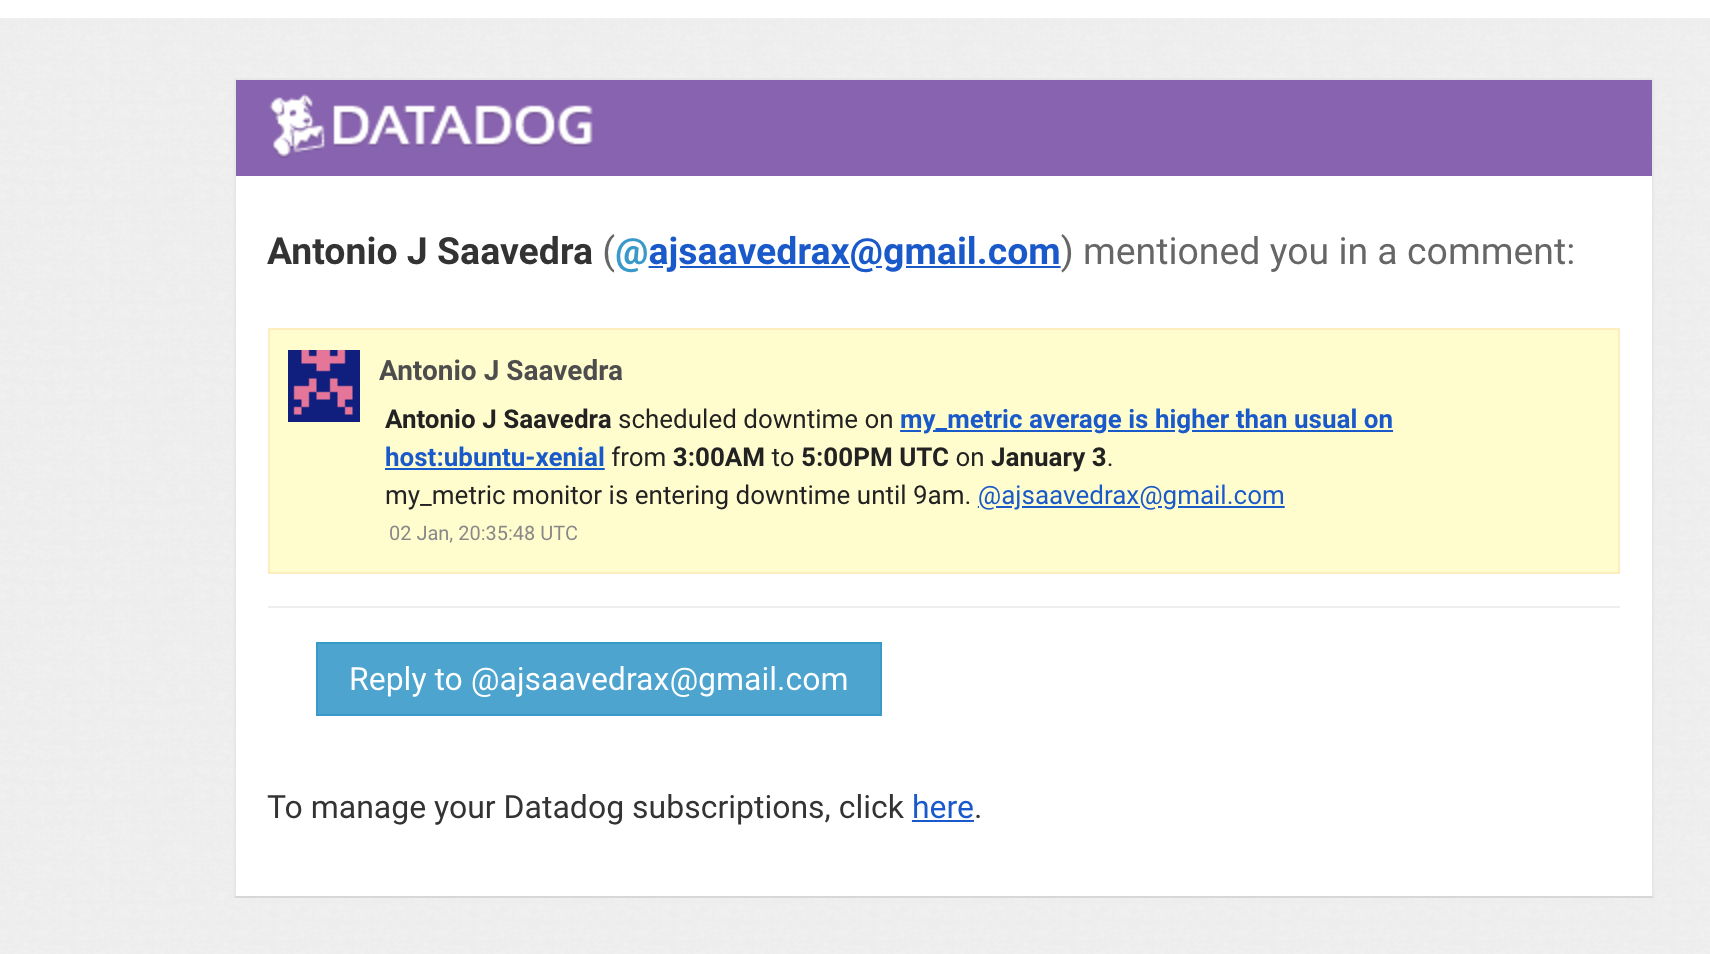 DATADOG
Antonio J Saavedra (@ajsaavedrax@gmail.com) mentioned you in a comment:
Antonio J Saavedra
Antonio J Saavedra scheduled downtime on my_metric average is higher than usual on
host:ubuntu-xenial from 3:00AM to 5:00PM UTC on January 3.
my_metric monitor is entering downtime until 9am. @ajsaavedrax@gmail.com
02 Jan, 20:35:48 UTC
Reply to @ajsaavedrax@gmail.com
To manage your Datadog subscriptions, click here.